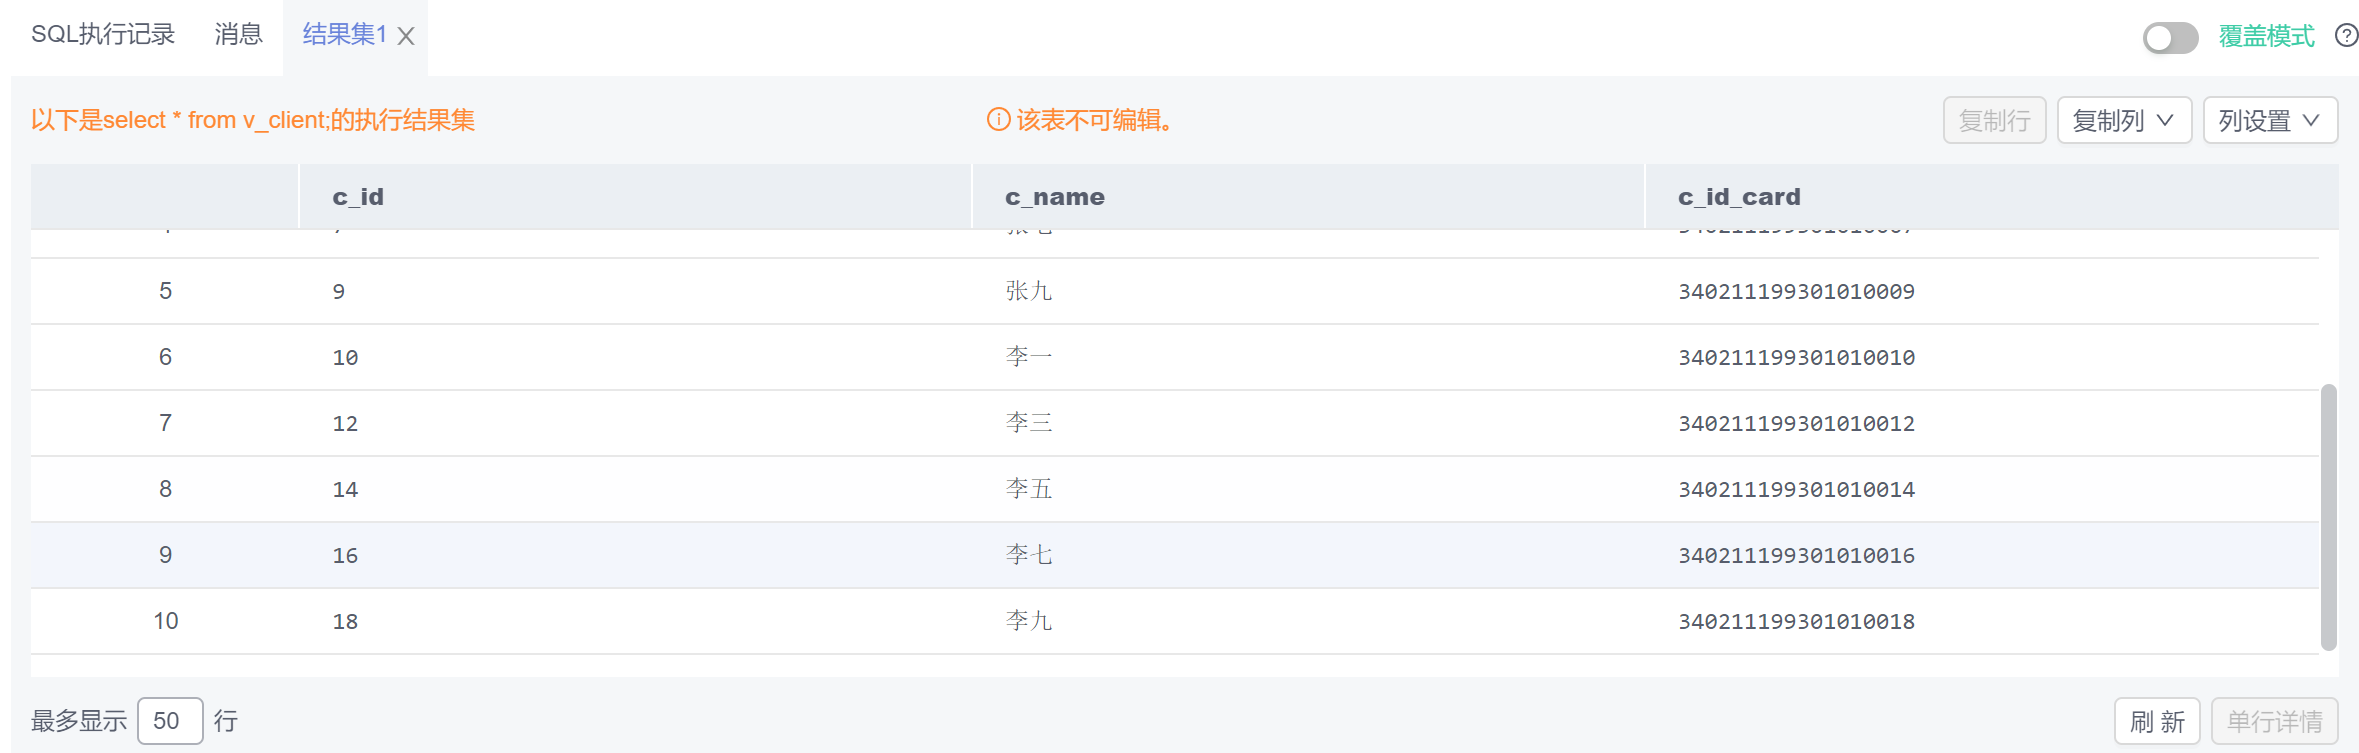 SQL执行记录 消息 结果集1 X 覆盖模式 ?
以下是select * from v_client;的执行结果集 该表不可编辑。 复制行 复制列 列设置
c_id c_name c_id_card
5 9 张九 340211199301010009
6 10 李一 340211199301010010
7 12 李三 340211199301010012
8 14 李五 340211199301010014
9 16 李七 340211199301010016
10 18 李九 340211199301010018
最多显示 50 行 刷 新 单行详情